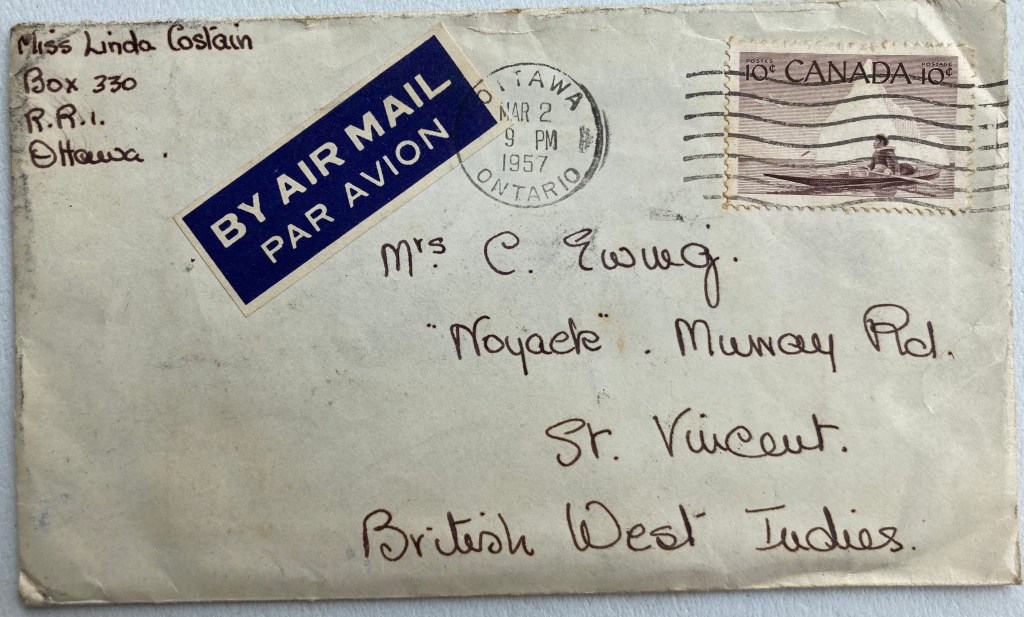 Miss Linda Costain
Box 330
R.R.1.
Ottawa.
BY AIR MAIL
PAR AVION
OTTAWA
MAR 2
9 PM
1957
ONTARIO
POSTES POSTAGE
10¢ CANADA 10¢
Mrs C. Ewing.
"Noyack". Murray Rd.
St. Vincent.
British West Indies.